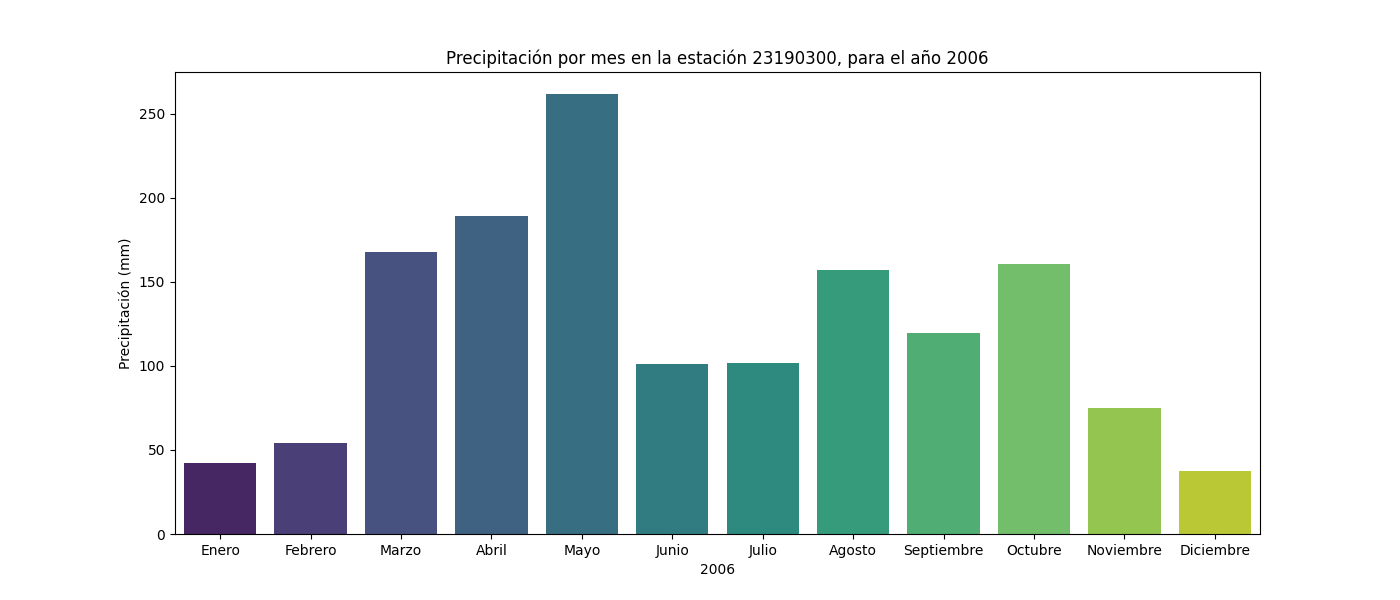 Precipitación por mes en la estación 23190300, para el año 2006
Precipitación (mm)
250
200
150
100
50
0
Enero Febrero Marzo Abril Mayo Junio Julio Agosto Septiembre Octubre Noviembre Diciembre
2006